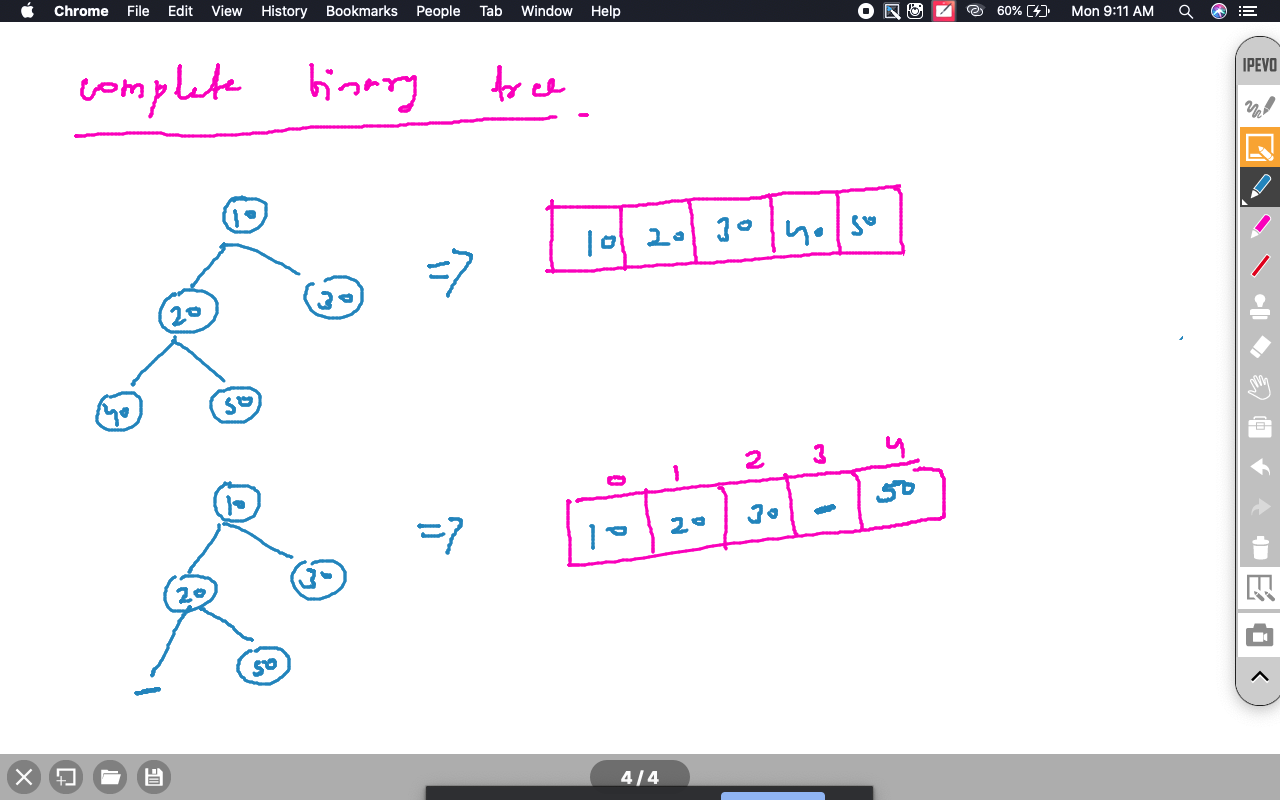 Chrome File Edit View History Bookmarks People Tab Window Help 60% Mon 9:11 AM
IPEVO
complete binary tree.
10
20 30
40 50
=> 10 20 30 40 50
10
20 30
- 50
0 1 2 3 4
=> 10 20 30 - 50
4 / 4